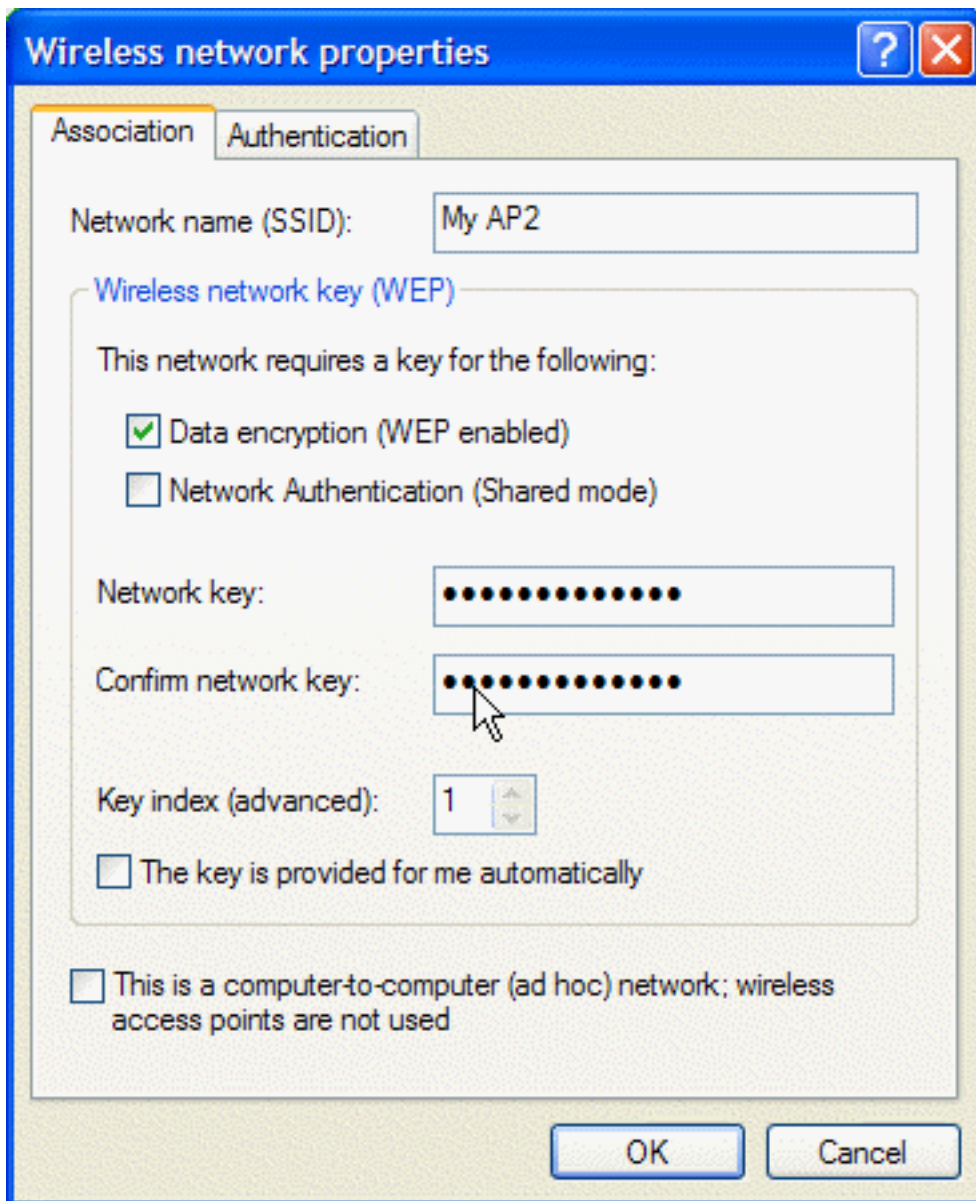 Wireless network properties
Association
Authentication
Network name (SSID):
My AP2
Wireless network key (WEP)
This network requires a key for the following:
Data encryption (WEP enabled)
Network Authentication (Shared mode)
Network key:
•••••••••••••
Confirm network key:
•••••••••••••
Key index (advanced):
1
The key is provided for me automatically
This is a computer-to-computer (ad hoc) network; wireless
access points are not used
OK
Cancel